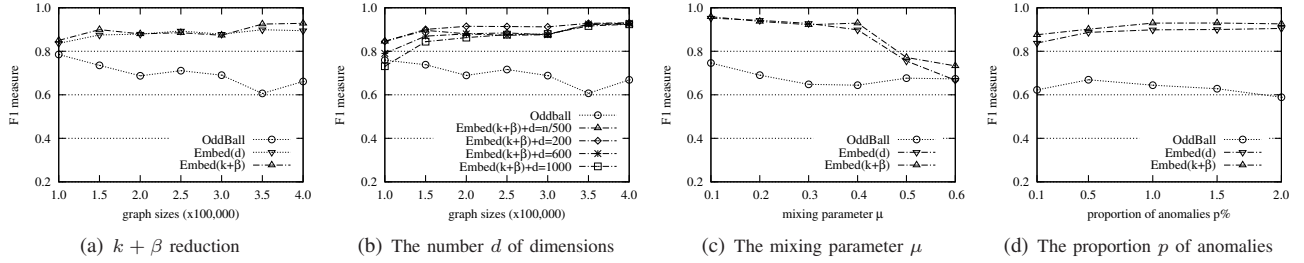 F1 measure
1.0
0.8
0.6
0.4
0.2
OddBall
Embed(d)
Embed(k+β)
1.0 1.5 2.0 2.5 3.0 3.5 4.0
graph sizes (x100,000)
(a) k + β reduction
F1 measure
1.0
0.8
0.6
0.4
0.2
Oddball
Embed(k+β)+d=n/500
Embed(k+β)+d=200
Embed(k+β)+d=600
Embed(k+β)+d=1000
1.0 1.5 2.0 2.5 3.0 3.5 4.0
graph sizes (x100,000)
(b) The number d of dimensions
F1 measure
1.0
0.8
0.6
0.4
0.2
OddBall
Embed(d)
Embed(k+β)
0.1 0.2 0.3 0.4 0.5 0.6
mixing parameter μ
(c) The mixing parameter μ
F1 measure
1.0
0.8
0.6
0.4
0.2
OddBall
Embed(d)
Embed(k+β)
0.1 0.5 1.0 1.5 2.0
proportion of anomalies p%
(d) The proportion p of anomalies